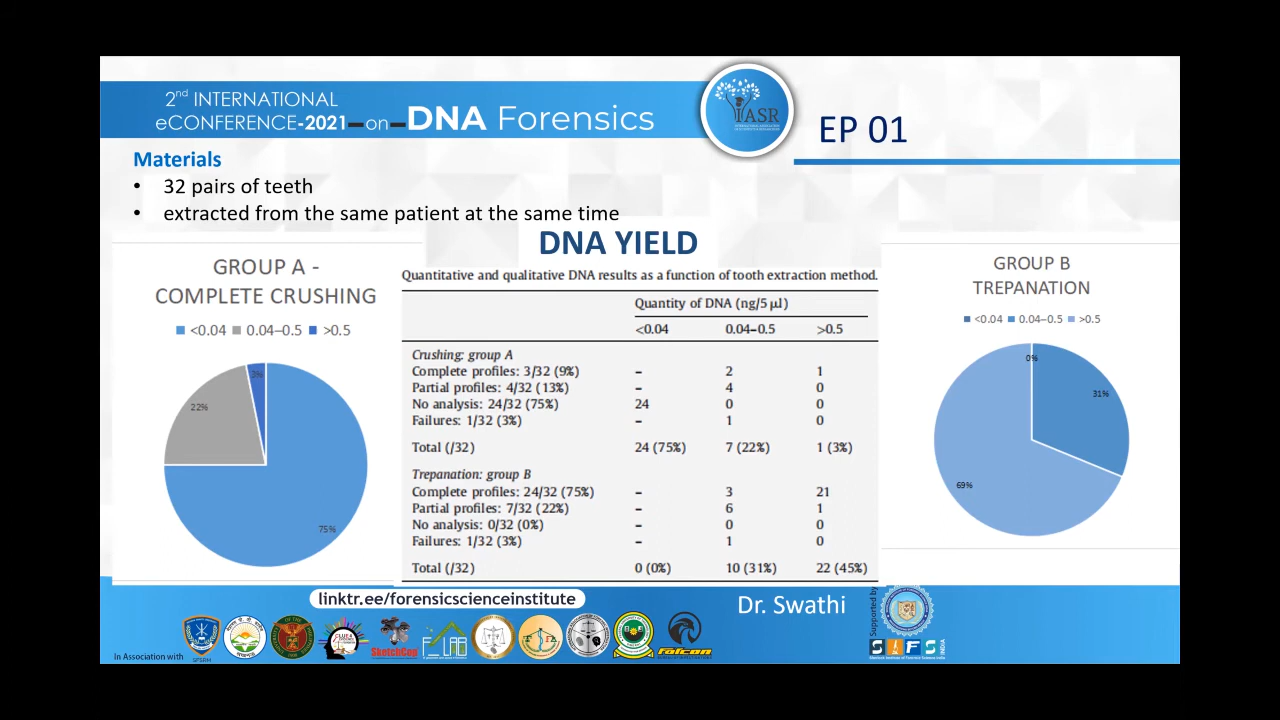 2nd INTERNATIONAL
eCONFERENCE-2021-on-DNA Forensics
IASR
EP 01
Materials
• 32 pairs of teeth
• extracted from the same patient at the same time
DNA YIELD
GROUP A -
COMPLETE CRUSHING
<0.04 0.04–0.5 >0.5
3%
22%
75%
Quantitative and qualitative DNA results as a function of tooth extraction method.
Quantity of DNA (ng/5 µl)
<0.04 0.04–0.5 >0.5
Crushing: group A
Complete profiles: 3/32 (9%) – 2 1
Partial profiles: 4/32 (13%) – 4 0
No analysis: 24/32 (75%) 24 0 0
Failures: 1/32 (3%) – 1 0
Total (/32) 24 (75%) 7 (22%) 1 (3%)
Trepanation: group B
Complete profiles: 24/32 (75%) – 3 21
Partial profiles: 7/32 (22%) – 6 1
No analysis: 0/32 (0%) – 0 0
Failures: 1/32 (3%) – 1 0
Total (/32) 0 (0%) 10 (31%) 22 (45%)
GROUP B
TREPANATION
<0.04 0.04–0.5 >0.5
0%
31%
69%
linktr.ee/forensicscienceinstitute
Dr. Swathi
Supported by
In Association with
SketchCop
F LAB
falcon
SIFS
INDIA